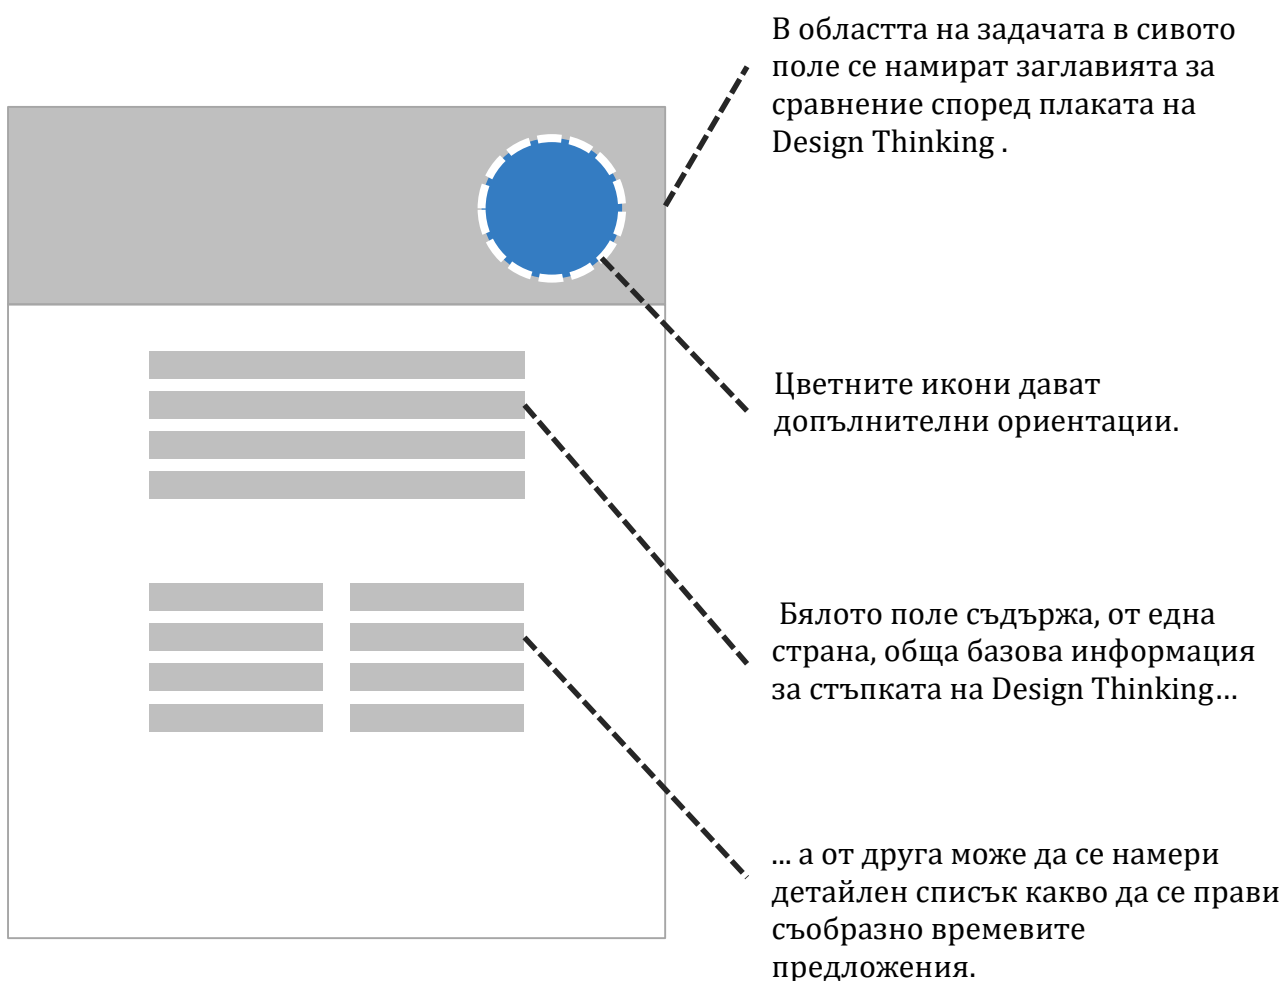 В областта на задачата в сивото
поле се намират заглавията за
сравнение според плаката на
Design Thinking .
Цветните икони дават
допълнителни ориентации.
Бялото поле съдържа, от една
страна, обща базова информация
за стъпката на Design Thinking…
... а от друга може да се намери
детайлен списък какво да се прави
съобразно времевите
предложения.